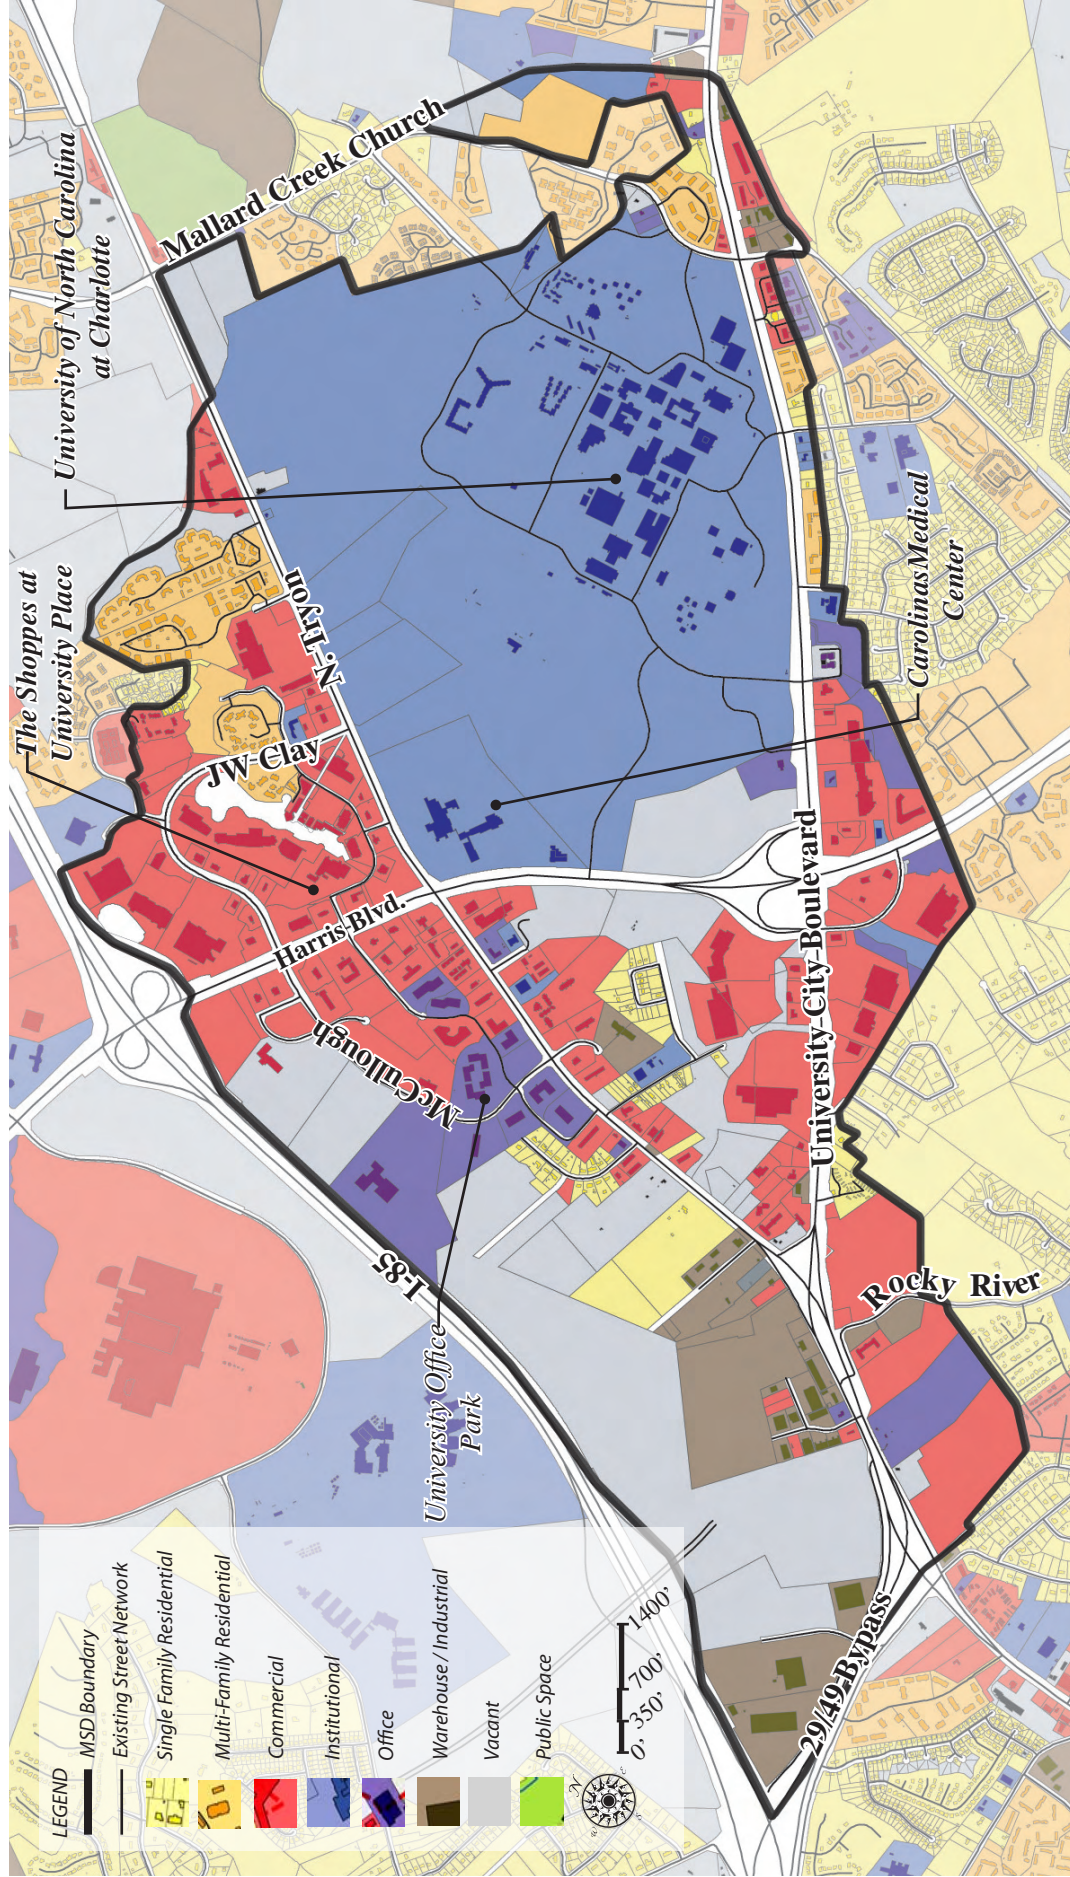 University of North Carolina
at Charlotte
Mallard Creek Church
The Shoppes at
University Place
N. Tryon
JW Clay
Carolinas Medical
Center
Harris Blvd.
McCullough
University City Boulevard
I-85
Rocky River
University Office
Park
29/49 Bypass
LEGEND
MSD Boundary
Existing Street Network
Single Family Residential
Multi-Family Residential
Commercial
Institutional
Office
Warehouse / Industrial
Vacant
Public Space
0' 350' 700' 1400'
N
e
s
w